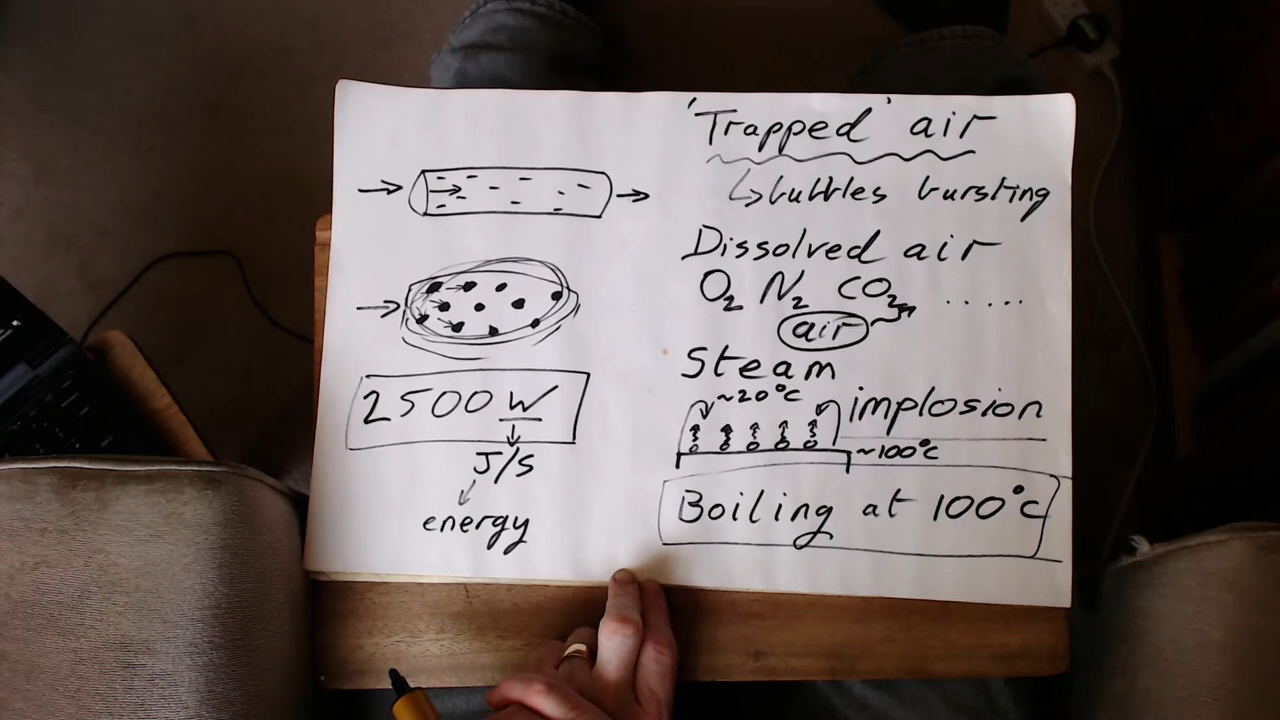 'Trapped' air
↳ bubbles bursting
Dissolved air
O₂ N₂ CO₂ ......
air
Steam
~20°C
implosion
~100°C
Boiling at 100°C
2500 W
J/S
energy